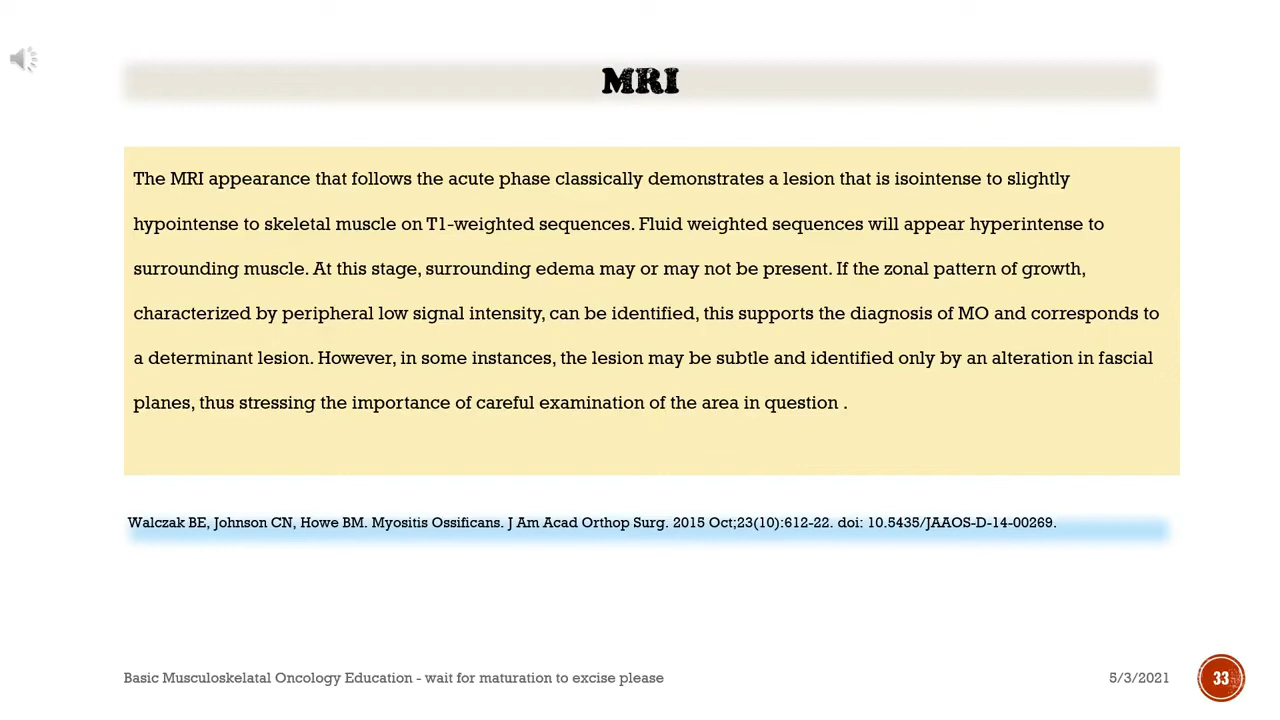 MRI
The MRI appearance that follows the acute phase classically demonstrates a lesion that is isointense to slightly
hypointense to skeletal muscle on T1-weighted sequences. Fluid weighted sequences will appear hyperintense to
surrounding muscle. At this stage, surrounding edema may or may not be present. If the zonal pattern of growth,
characterized by peripheral low signal intensity, can be identified, this supports the diagnosis of MO and corresponds to
a determinant lesion. However, in some instances, the lesion may be subtle and identified only by an alteration in fascial
planes, thus stressing the importance of careful examination of the area in question .
Walczak BE, Johnson CN, Howe BM. Myositis Ossificans. J Am Acad Orthop Surg. 2015 Oct;23(10):612-22. doi: 10.5435/JAAOS-D-14-00269.
Basic Musculoskelatal Oncology Education - wait for maturation to excise please
5/3/2021
33